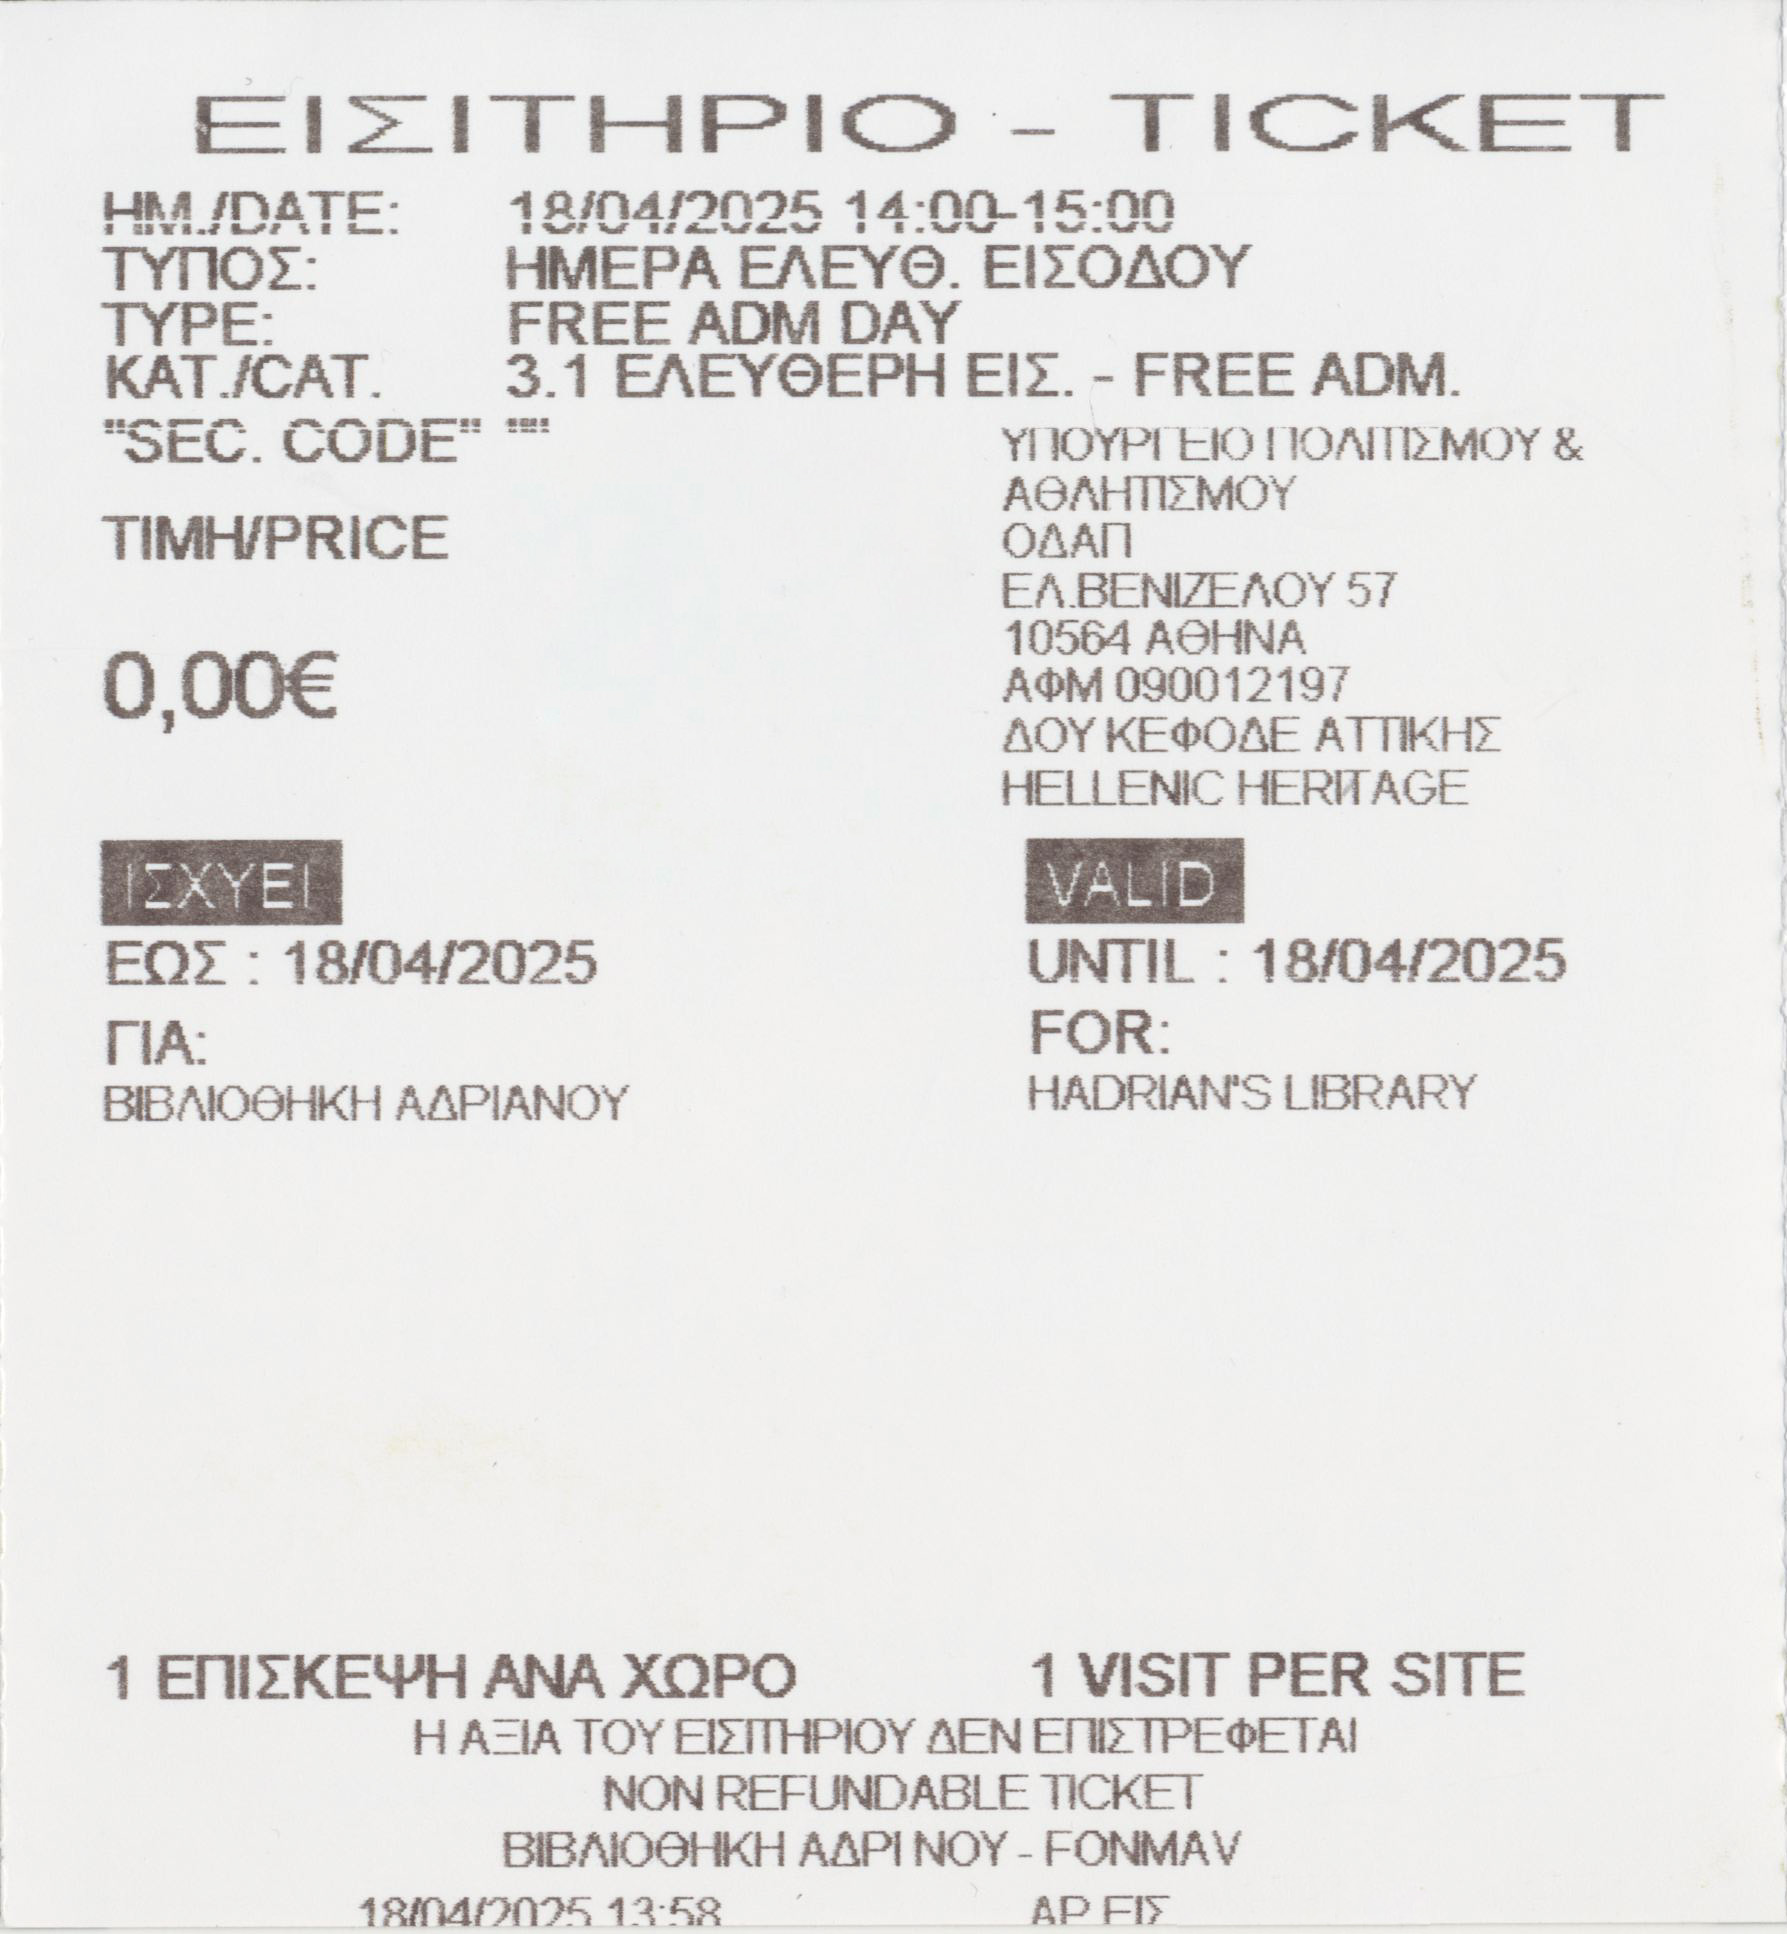 ΕΙΣΙΤΗΡΙΟ - TICKET
ΗΜ./DATE: 18/04/2025 14:00-15:00
ΤΥΠΟΣ: ΗΜΕΡΑ ΕΛΕΥΘ. ΕΙΣΟΔΟΥ
TYPE: FREE ADM DAY
ΚΑΤ./CAT. 3.1 ΕΛΕΥΘΕΡΗ ΕΙΣ. - FREE ADM.
"SEC. CODE" ""
ΤΙΜΗ/PRICE
0,00€
ΥΠΟΥΡΓΕΙΟ ΠΟΛΙΤΙΣΜΟΥ &
ΑΘΛΗΤΙΣΜΟΥ
ΟΔΑΠ
ΕΛ.ΒΕΝΙΖΕΛΟΥ 57
10564 ΑΘΗΝΑ
ΑΦΜ 090012197
ΔΟΥ ΚΕΦΟΔΕ ΑΤΤΙΚΗΣ
HELLENIC HERITAGE
ΙΣΧΥΕΙ
ΕΩΣ : 18/04/2025
ΓΙΑ:
ΒΙΒΛΙΟΘΗΚΗ ΑΔΡΙΑΝΟΥ
VALID
UNTIL : 18/04/2025
FOR:
HADRIAN'S LIBRARY
1 ΕΠΙΣΚΕΨΗ ΑΝΑ ΧΩΡΟ 1 VISIT PER SITE
Η ΑΞΙΑ ΤΟΥ ΕΙΣΙΤΗΡΙΟΥ ΔΕΝ ΕΠΙΣΤΡΕΦΕΤΑΙ
NON REFUNDABLE TICKET
ΒΙΒΛΙΟΘΗΚΗ ΑΔΡΙ ΝΟΥ - FONMAV
18/04/2025 13:58 ΑΡ ΕΙΣ